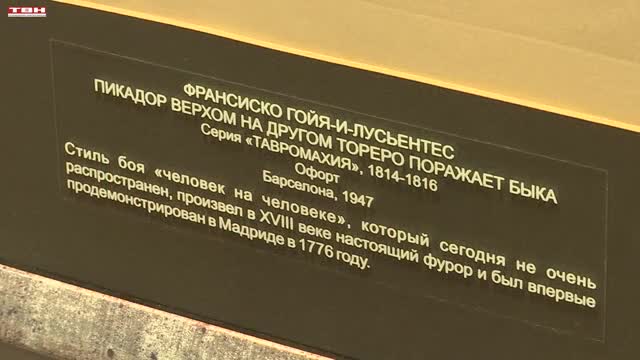 ТВН
ФРАНСИСКО ГОЙЯ-И-ЛУСЬЕНТЕС
ПИКАДОР ВЕРХОМ НА ДРУГОМ ТОРЕРО ПОРАЖАЕТ БЫКА
Серия «ТАВРОМАХИЯ», 1814-1816
Офорт
Барселона, 1947
Стиль боя «человек на человеке», который сегодня не очень
распространен, произвел в XVIII веке настоящий фурор и был впервые
продемонстрирован в Мадриде в 1776 году.